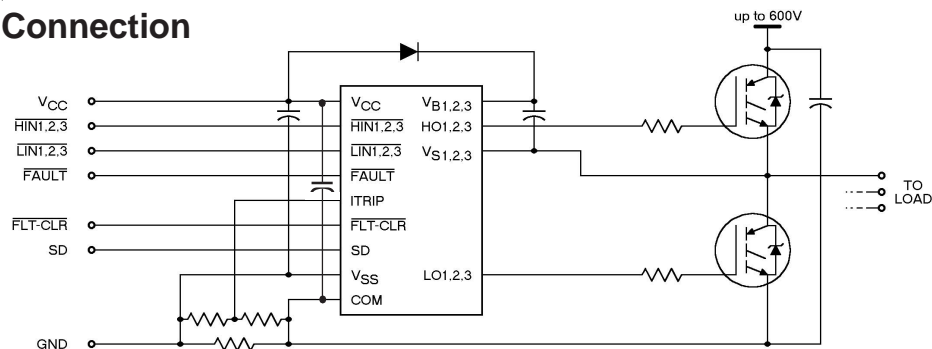 Connection
up to 600V
VCC
HIN1,2,3
LIN1,2,3
FAULT
FLT-CLR
SD
GND
VCC
HIN1,2,3
LIN1,2,3
FAULT
ITRIP
FLT-CLR
SD
VSS
COM
VB1,2,3
HO1,2,3
VS1,2,3
LO1,2,3
TO
LOAD